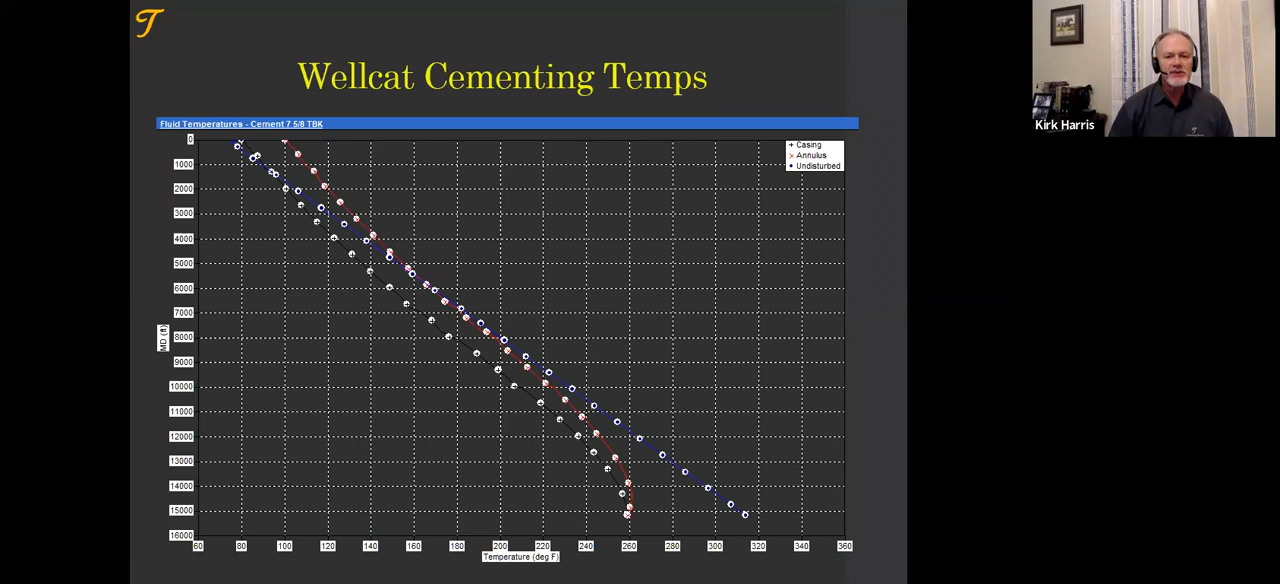 T
Wellcat Cementing Temps
Kirk Harris
Fluid Temperatures - Cement 7 5/8 TBK
Casing
Annulus
Undisturbed
0
1000
2000
3000
4000
5000
6000
7000
8000
9000
10000
11000
12000
13000
14000
15000
16000
MD (ft)
60 80 100 120 140 160 180 200 220 240 260 280 300 320 340 360
Temperature (deg F)